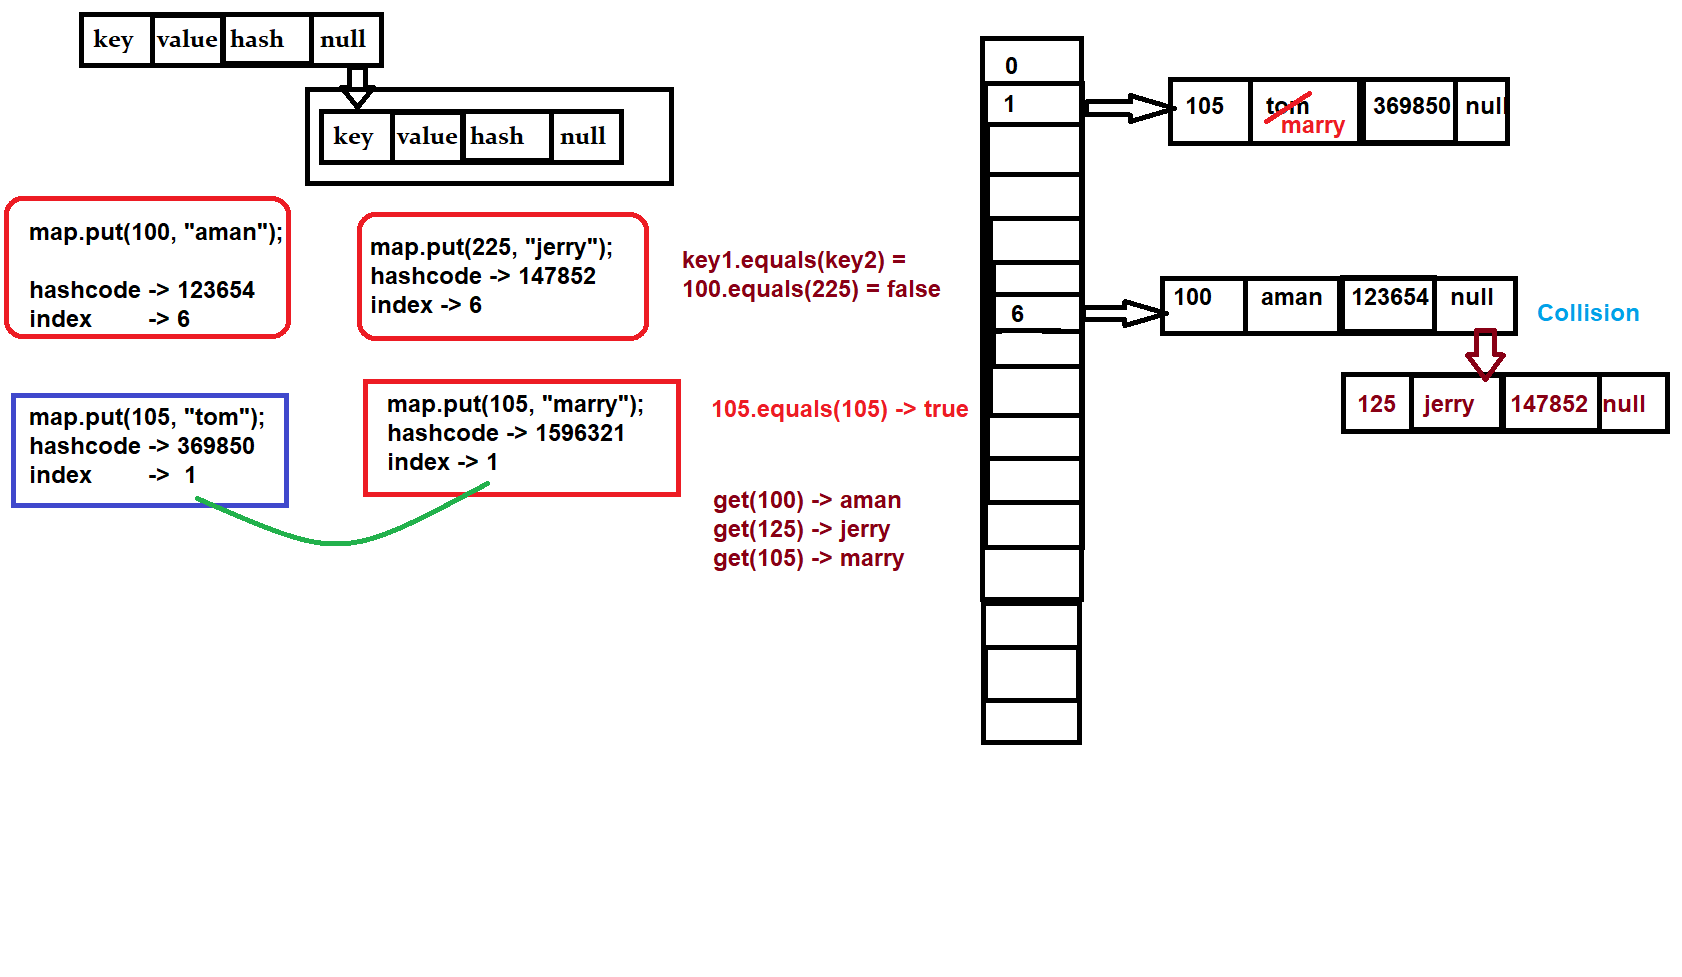 key value hash null
key value hash null
map.put(100, "aman");
hashcode -> 123654
index -> 6
map.put(225, "jerry");
hashcode -> 147852
index -> 6
key1.equals(key2) =
100.equals(225) = false
map.put(105, "tom");
hashcode -> 369850
index -> 1
map.put(105, "marry");
hashcode -> 1596321
index -> 1
105.equals(105) -> true
get(100) -> aman
get(125) -> jerry
get(105) -> marry
0
1
6
105 tom 369850 null
marry
100 aman 123654 null
Collision
125 jerry 147852 null